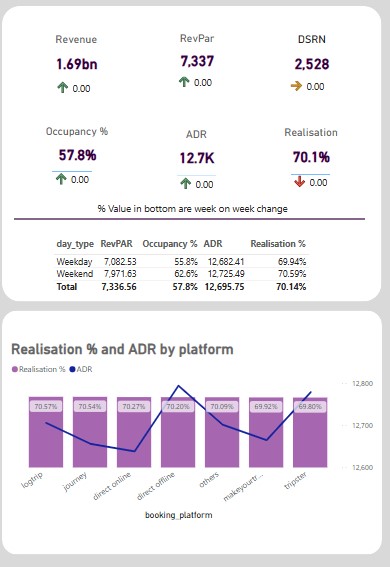 Revenue RevPar DSRN
1.69bn 7,337 2,528
0.00 0.00 0.00
Occupancy % ADR Realisation
57.8% 12.7K 70.1%
0.00 0.00 0.00
% Value in bottom are week on week change
day_type RevPAR Occupancy % ADR Realisation %
Weekday 7,082.53 55.8% 12,682.41 69.94%
Weekend 7,971.63 62.6% 12,725.49 70.59%
Total 7,336.56 57.8% 12,695.75 70.14%
Realisation % and ADR by platform
Realisation % ADR
12,800
70.57% 70.54% 70.27% 70.20% 70.09% 69.92% 69.80%
12,700
12,600
logtrip journey direct online direct offline others makeyourtr... tripster
booking_platform